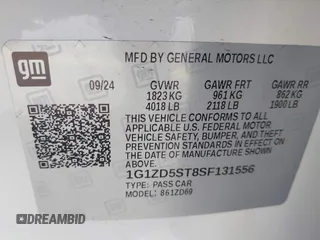 gm
MFD BY GENERAL MOTORS LLC
09/24 GVWR GAWR FRT GAWR RR
1823 KG 961 KG 862 KG
4018 LB 2118 LB 1900 LB
THIS VEHICLE CONFORMS TO ALL
APPLICABLE U.S. FEDERAL MOTOR
VEHICLE SAFETY, BUMPER, AND THEFT
PREVENTION STANDARDS IN EFFECT ON
THE DATE OF MANUFACTURE SHOWN ABOVE.
1G1ZD5ST8SF131556
TYPE: PASS CAR
MODEL: 861ZD69
DREAMBID